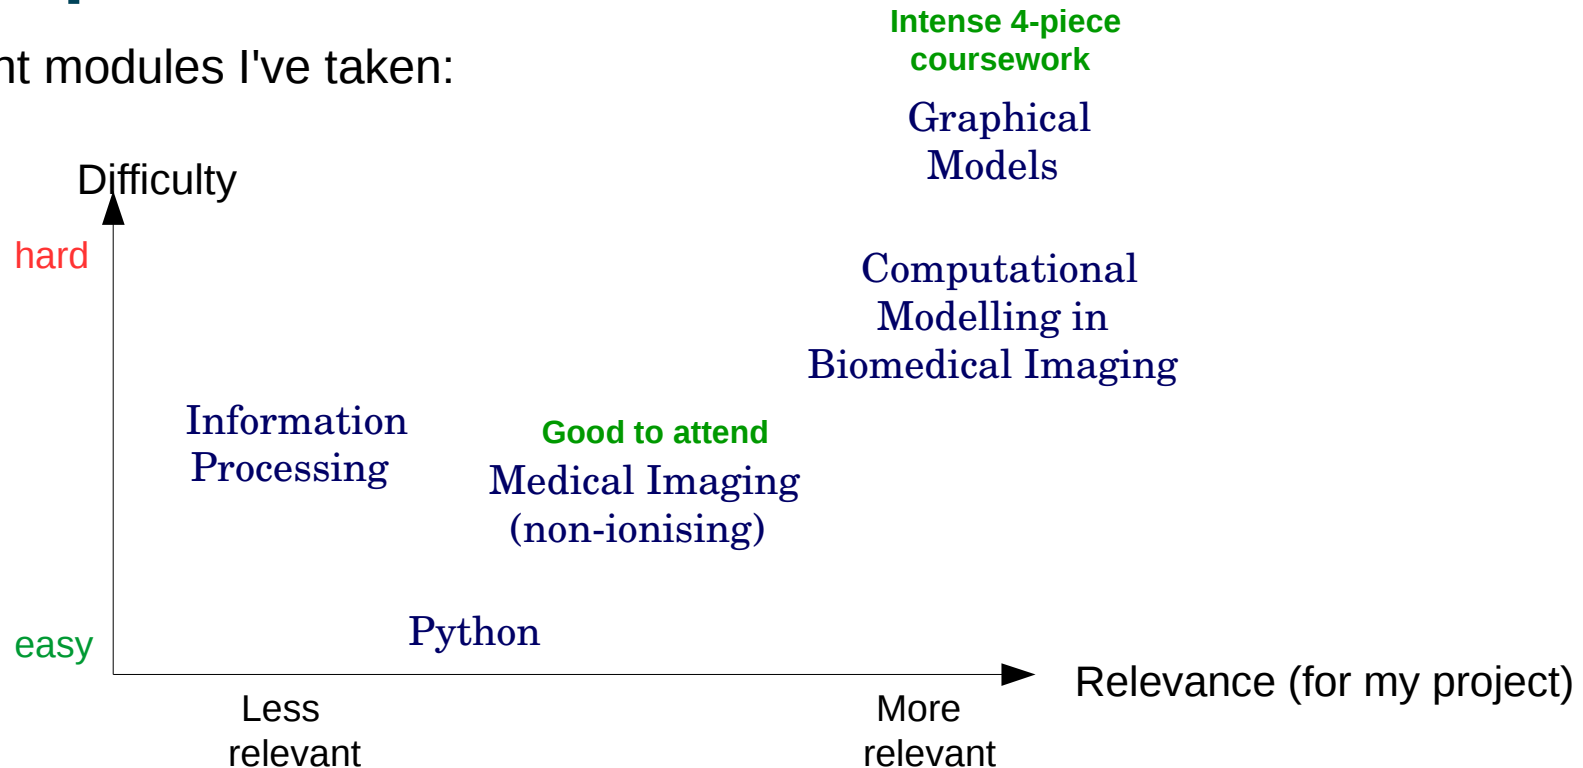 nt modules I've taken:
Intense 4-piece
coursework
Graphical
Models
Difficulty
hard
Computational
Modelling in
Biomedical Imaging
Information
Processing
Good to attend
Medical Imaging
(non-ionising)
Python
easy
Relevance (for my project)
Less
relevant
More
relevant